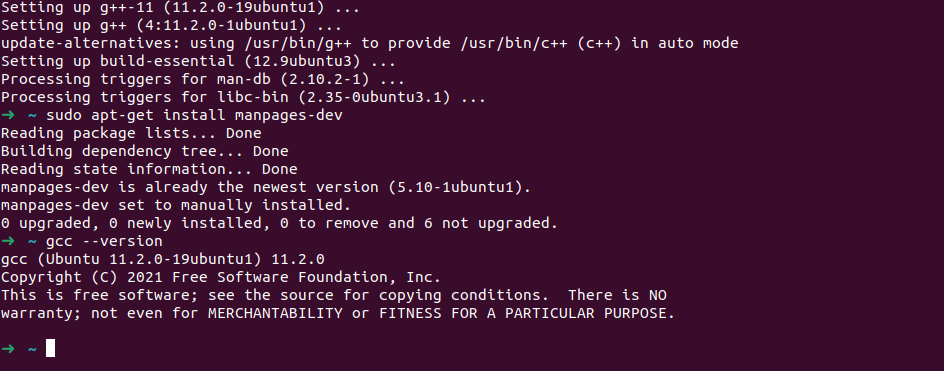 Setting up g++-11 (11.2.0-19ubuntu1) ...
Setting up g++ (4:11.2.0-1ubuntu1) ...
update-alternatives: using /usr/bin/g++ to provide /usr/bin/c++ (c++) in auto mode
Setting up build-essential (12.9ubuntu3) ...
Processing triggers for man-db (2.10.2-1) ...
Processing triggers for libc-bin (2.35-0ubuntu3.1) ...
➜ ~ sudo apt-get install manpages-dev
Reading package lists... Done
Building dependency tree... Done
Reading state information... Done
manpages-dev is already the newest version (5.10-1ubuntu1).
manpages-dev set to manually installed.
0 upgraded, 0 newly installed, 0 to remove and 6 not upgraded.
➜ ~ gcc --version
gcc (Ubuntu 11.2.0-19ubuntu1) 11.2.0
Copyright (C) 2021 Free Software Foundation, Inc.
This is free software; see the source for copying conditions.  There is NO
warranty; not even for MERCHANTABILITY or FITNESS FOR A PARTICULAR PURPOSE.
➜ ~